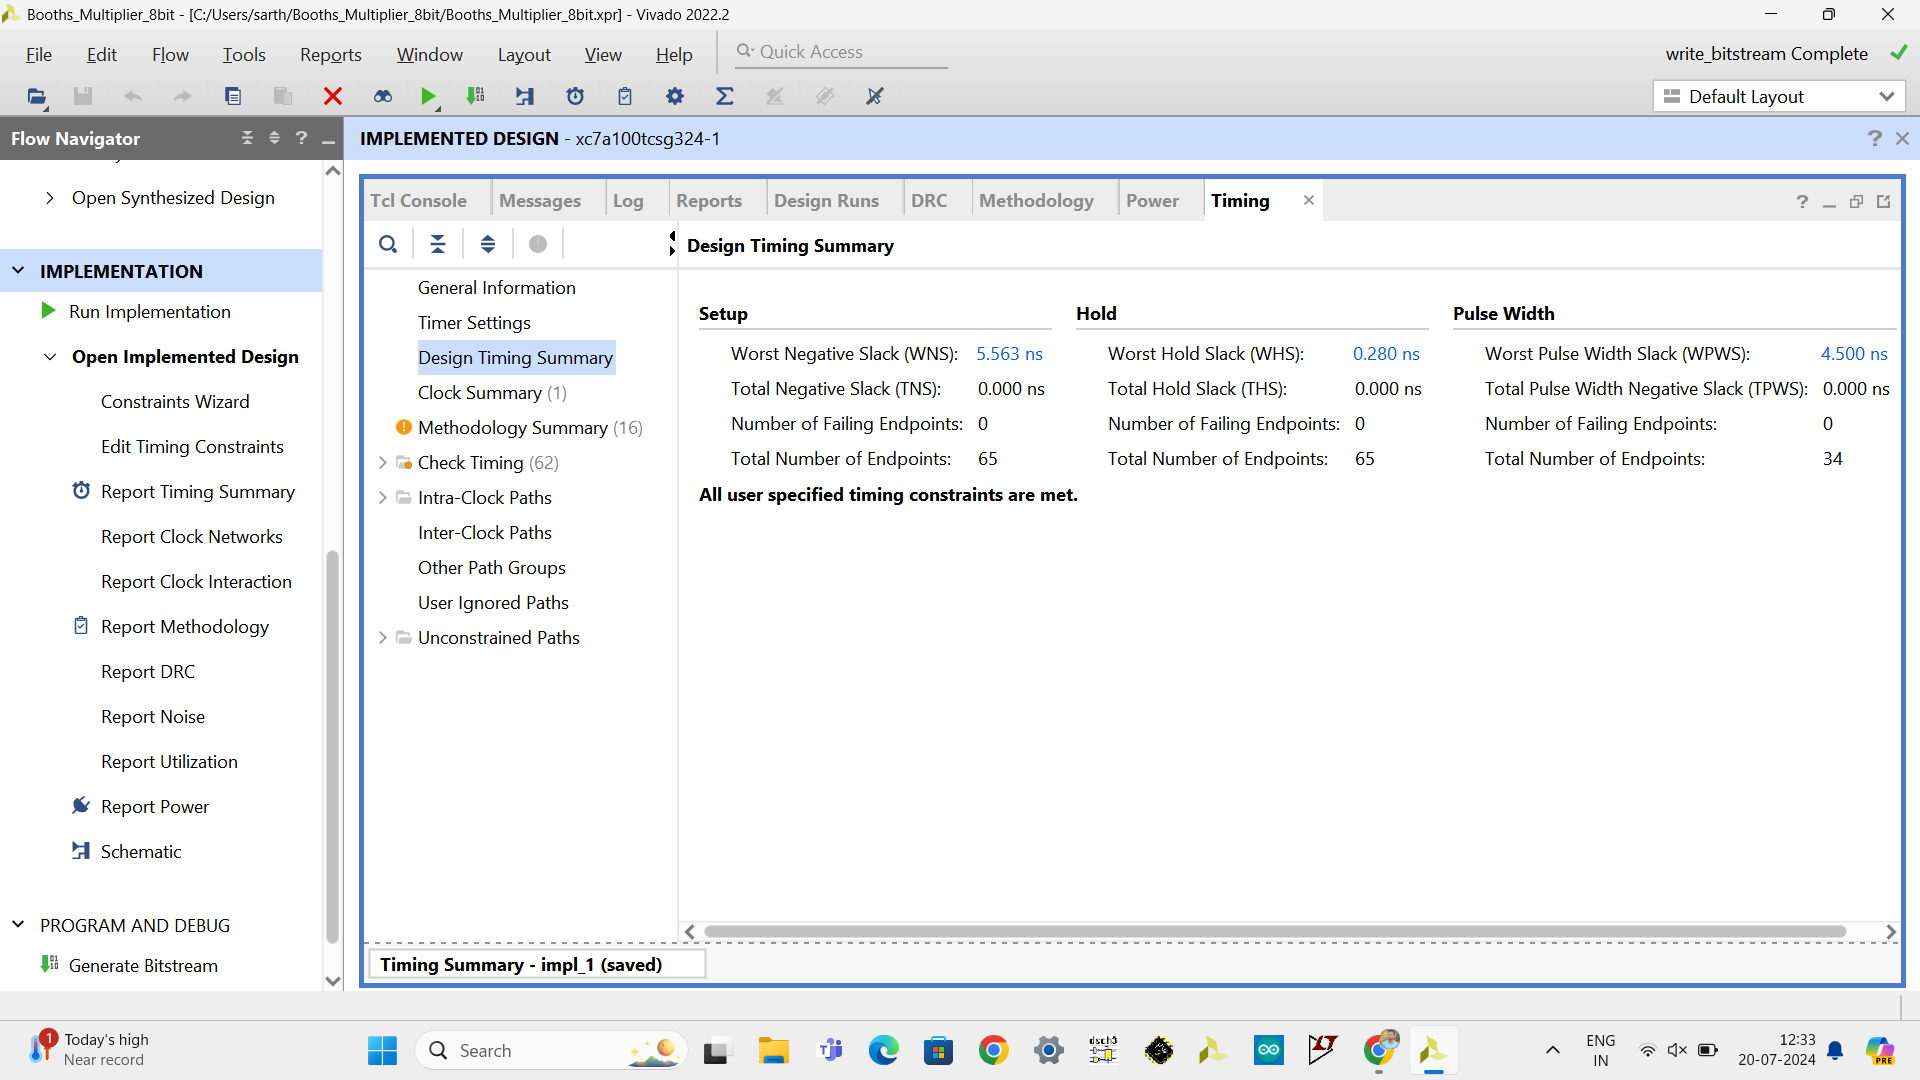 Booths_Multiplier_8bit - [C:/Users/sarth/Booths_Multiplier_8bit/Booths_Multiplier_8bit.xpr] - Vivado 2022.2
File Edit Flow Tools Reports Window Layout View Help Quick Access
write_bitstream Complete
Default Layout
Flow Navigator
IMPLEMENTED DESIGN - xc7a100tcsg324-1
Open Synthesized Design
IMPLEMENTATION
Run Implementation
Open Implemented Design
Constraints Wizard
Edit Timing Constraints
Report Timing Summary
Report Clock Networks
Report Clock Interaction
Report Methodology
Report DRC
Report Noise
Report Utilization
Report Power
Schematic
PROGRAM AND DEBUG
Generate Bitstream
Tcl Console Messages Log Reports Design Runs DRC Methodology Power Timing
General Information
Timer Settings
Design Timing Summary
Clock Summary (1)
Methodology Summary (16)
Check Timing (62)
Intra-Clock Paths
Inter-Clock Paths
Other Path Groups
User Ignored Paths
Unconstrained Paths
Design Timing Summary
Setup
Worst Negative Slack (WNS): 5.563 ns
Total Negative Slack (TNS): 0.000 ns
Number of Failing Endpoints: 0
Total Number of Endpoints: 65
Hold
Worst Hold Slack (WHS): 0.280 ns
Total Hold Slack (THS): 0.000 ns
Number of Failing Endpoints: 0
Total Number of Endpoints: 65
Pulse Width
Worst Pulse Width Slack (WPWS): 4.500 ns
Total Pulse Width Negative Slack (TPWS): 0.000 ns
Number of Failing Endpoints: 0
Total Number of Endpoints: 34
All user specified timing constraints are met.
Timing Summary - impl_1 (saved)
1
Today's high
Near record
Search
dsch3
ENG
IN
12:33
20-07-2024
PRE